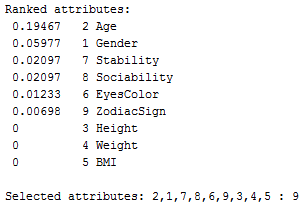 Ranked attributes:
0.19467 2 Age
0.05977 1 Gender
0.02097 7 Stability
0.02097 8 Sociability
0.01233 6 EyesColor
0.00698 9 ZodiacSign
0 3 Height
0 4 Weight
0 5 BMI
Selected attributes: 2,1,7,8,6,9,3,4,5 : 9